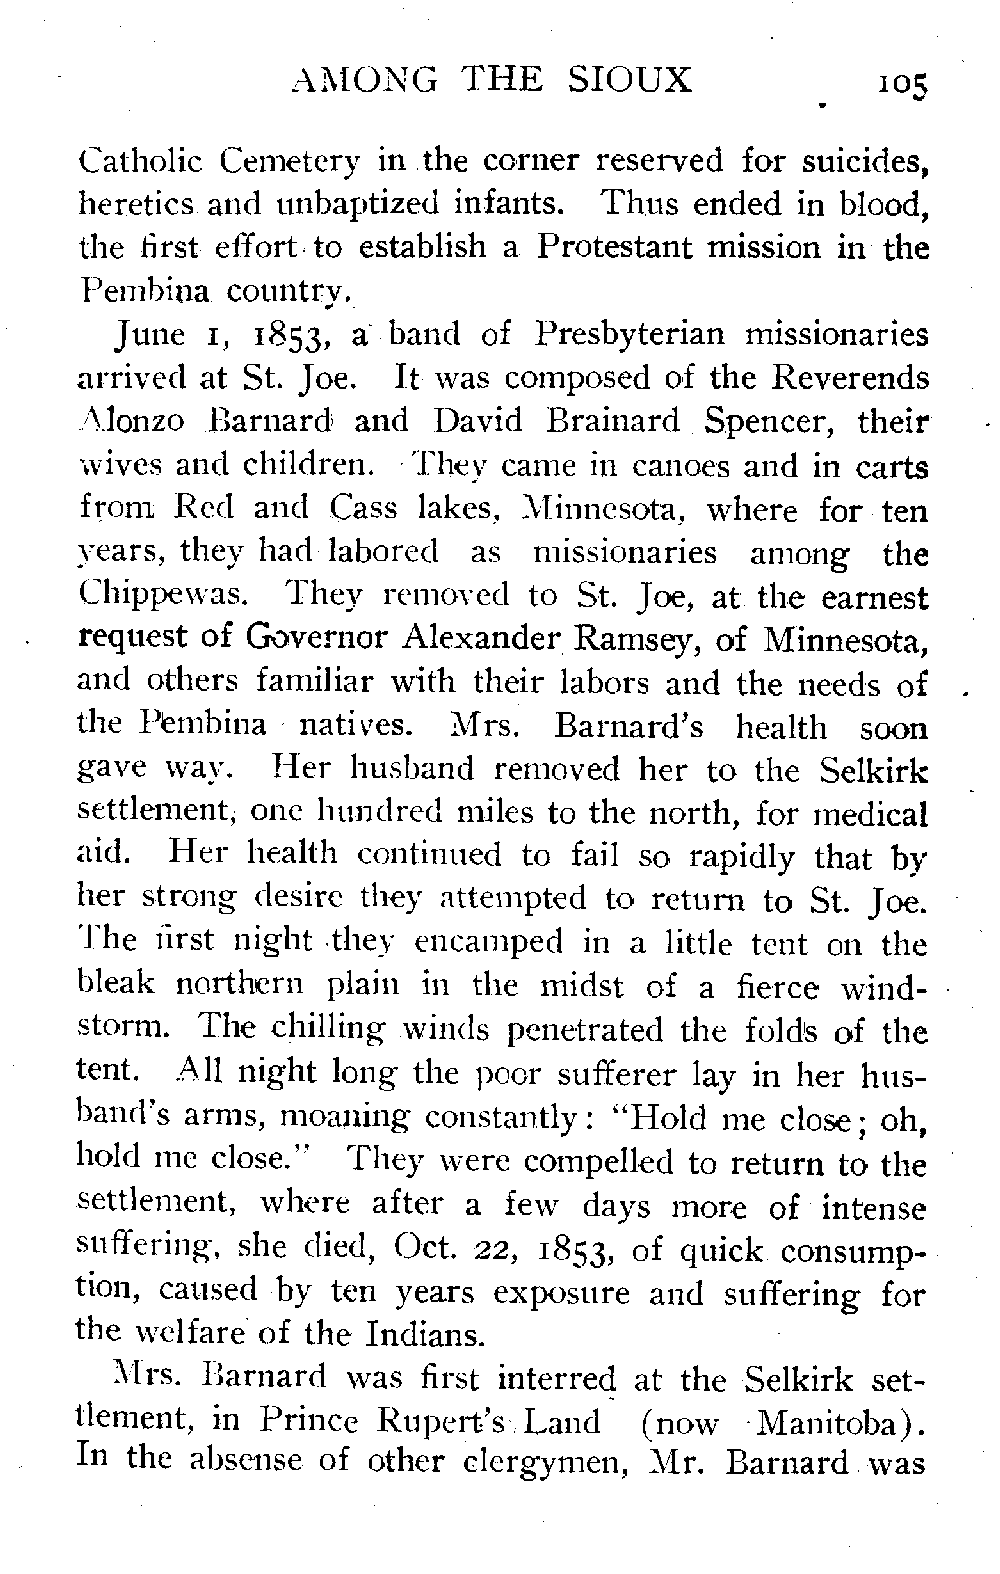 AMONG THE SIOUX 105
Catholic Cemetery in the corner reserved for suicides,
heretics and unbaptized infants. Thus ended in blood,
the first effort to establish a Protestant mission in the
Pembina country.
June 1, 1853, a band of Presbyterian missionaries
arrived at St. Joe. It was composed of the Reverends
Alonzo Barnard and David Brainard Spencer, their
wives and children. They came in canoes and in carts
from Red and Cass lakes, Minnesota, where for ten
years, they had labored as missionaries among the
Chippewas. They removed to St. Joe, at the earnest
request of Governor Alexander Ramsey, of Minnesota,
and others familiar with their labors and the needs of
the Pembina natives. Mrs. Barnard's health soon
gave way. Her husband removed her to the Selkirk
settlement, one hundred miles to the north, for medical
aid. Her health continued to fail so rapidly that by
her strong desire they attempted to return to St. Joe.
The first night they encamped in a little tent on the
bleak northern plain in the midst of a fierce wind-
storm. The chilling winds penetrated the folds of the
tent. All night long the poor sufferer lay in her hus-
band's arms, moaning constantly: "Hold me close; oh,
hold me close." They were compelled to return to the
settlement, where after a few days more of intense
suffering, she died, Oct. 22, 1853, of quick consump-
tion, caused by ten years exposure and suffering for
the welfare of the Indians.
Mrs. Barnard was first interred at the Selkirk set-
tlement, in Prince Rupert's Land (now Manitoba).
In the absense of other clergymen, Mr. Barnard was